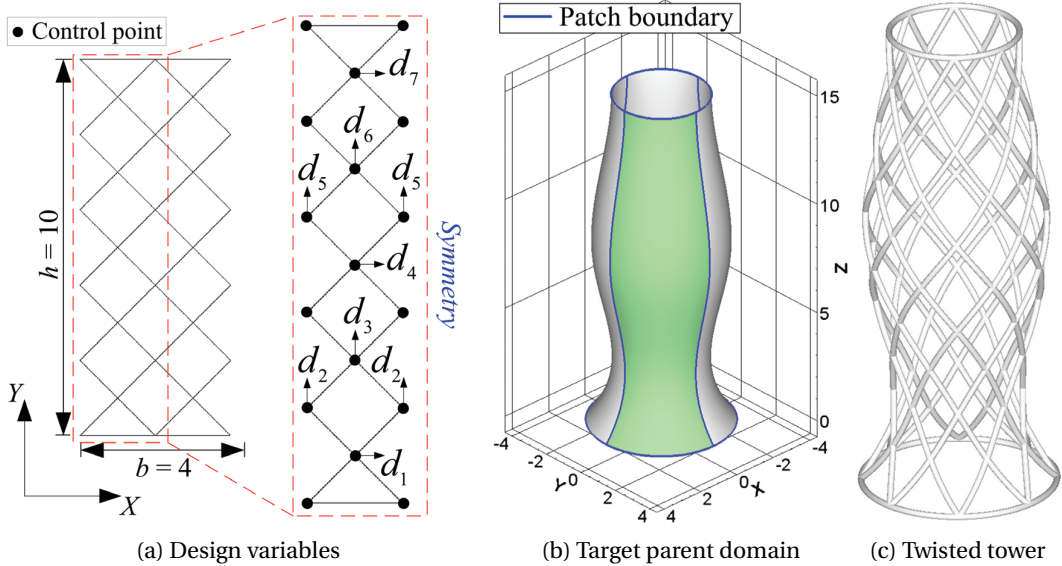 Control point
h = 10
b = 4
Y
X
d7
d6
d5 d5
d4
d3
d2 d2
d1
Symmetry
(a) Design variables
Patch boundary
15
10
5
0
Z
-4
-2
0
2
4
Y
4
2
0
-2
-4
X
(b) Target parent domain
(c) Twisted tower